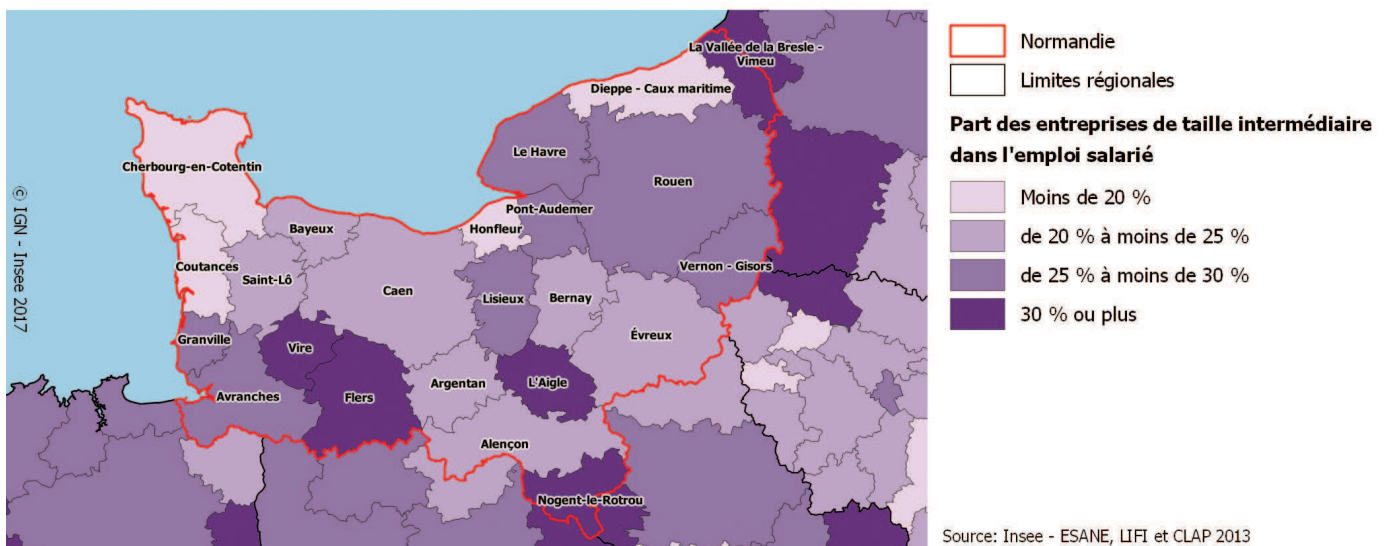 La Vallée de la Bresle -
Vimeu
Dieppe - Caux maritime
Cherbourg-en-Cotentin
Le Havre
Rouen
Pont-Audemer
Bayeux
Honfleur
Coutances
Saint-Lô
Caen
Lisieux
Bernay
Vernon - Gisors
Évreux
Granville
Vire
Avranches
Flers
Argentan
L'Aigle
Alençon
Nogent-le-Rotrou
© IGN - Insee 2017
Normandie
Limites régionales
Part des entreprises de taille intermédiaire
dans l'emploi salarié
Moins de 20 %
de 20 % à moins de 25 %
de 25 % à moins de 30 %
30 % ou plus
Source: Insee - ESANE, LIFI et CLAP 2013